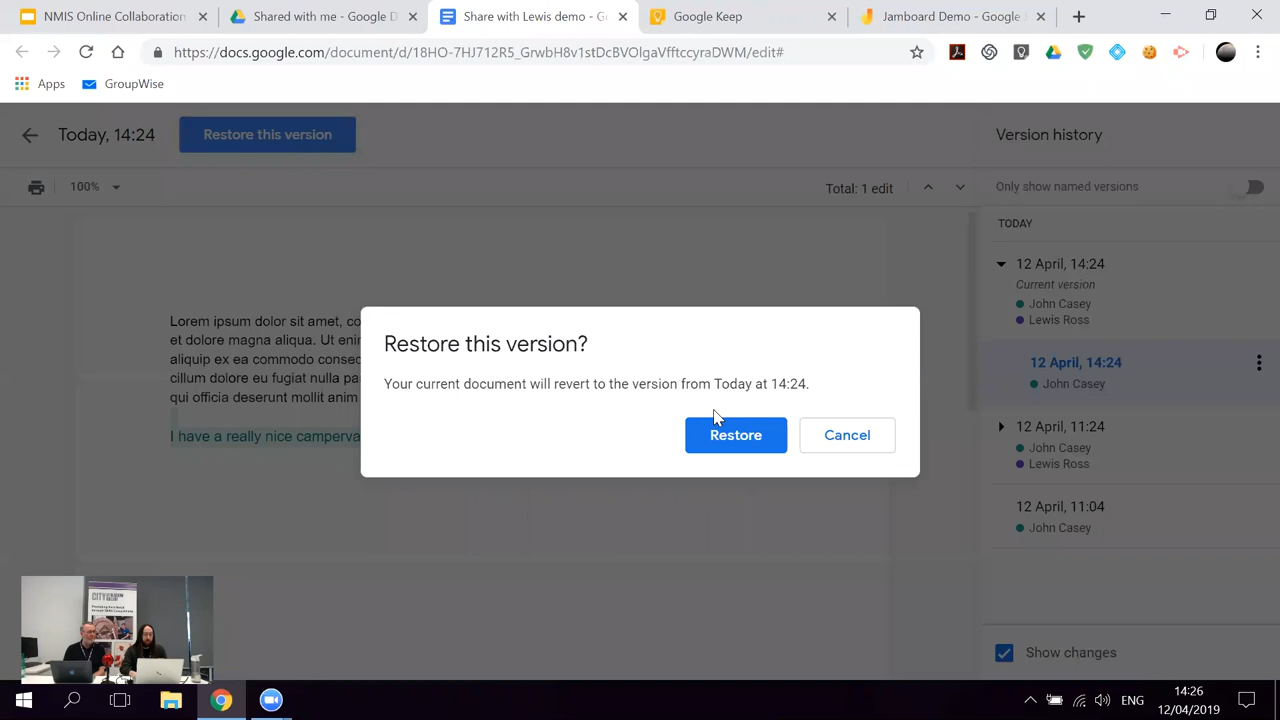 NMIS Online Collaborati
Shared with me - Google D
Share with Lewis demo - G
Google Keep
Jamboard Demo - Google
https://docs.google.com/document/d/18HO-7HJ712R5_GrwbH8v1stDcBVOlgaVfftccyraDWM/edit#
Apps
GroupWise
Today, 14:24
Restore this version
Version history
100%
Total: 1 edit
Only show named versions
TODAY
12 April, 14:24
Current version
John Casey
Lewis Ross
12 April, 14:24
John Casey
12 April, 11:24
John Casey
Lewis Ross
12 April, 11:04
John Casey
Show changes
Lorem ipsum dolor sit amet, co
et dolore magna aliqua. Ut enin
aliquip ex ea commodo consec
cillum dolore eu fugiat nulla pa
qui officia deserunt mollit anim
I have a really nice camperva
Restore this version?
Your current document will revert to the version from Today at 14:24.
Restore
Cancel
CITY
ENG
14:26
12/04/2019